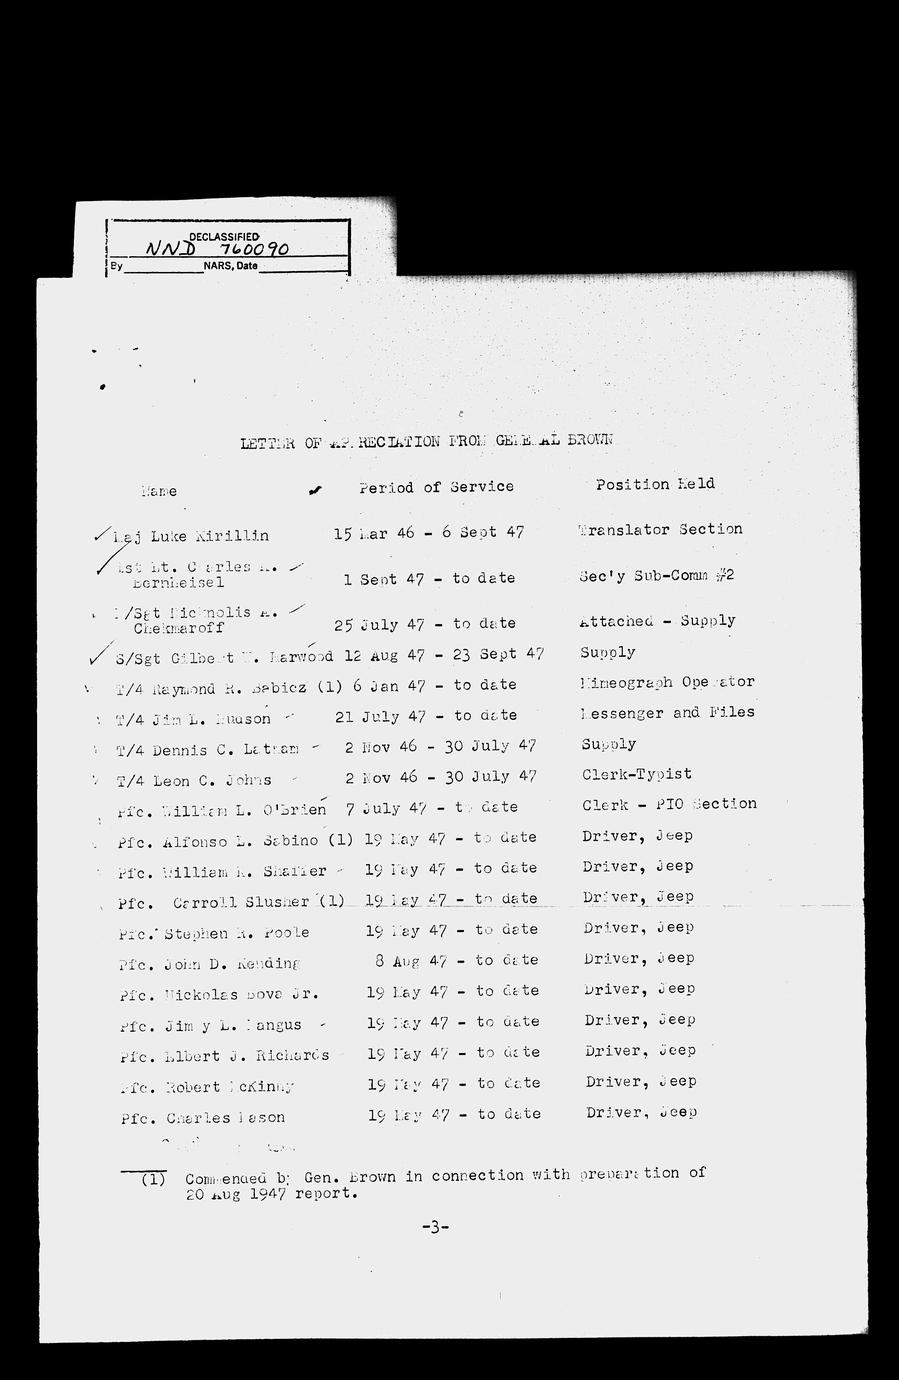 DECLASSIFIED
NND 760090
By NARS, Date
LETTER OF APPRECIATION FROM GENERAL BROWN
Name Period of Service Position Held
Maj Luke Kirillin 15 Mar 46 - 6 Sept 47 Translator Section
1st Lt. Charles
Bernheisel 1 Sept 47 - to date Sec'y Sub-Comm #2
/Sgt
Chekmaroff 25 July 47 - to date Attached - Supply
S/Sgt Gilbert Harwood 12 Aug 47 - 23 Sept 47 Supply
T/4 Raymond R. Babicz (1) 6 Jan 47 - to date Mimeograph Operator
T/4 Jim L. Hudson 21 July 47 - to date Messenger and Files
T/4 Dennis C. Latham 2 Nov 46 - 30 July 47 Supply
T/4 Leon C. Johns 2 Nov 46 - 30 July 47 Clerk-Typist
Pfc. William L. O'Brien 7 July 47 - to date Clerk - PIO Section
Pfc. Alfonso L. Sabino (1) 19 May 47 - to date Driver, Jeep
Pfc. William R. Shaffer 19 May 47 - to date Driver, Jeep
Pfc. Carroll Slusher (1) 19 May 47 - to date Driver, Jeep
Pfc. Stephen R. Poole 19 May 47 - to date Driver, Jeep
Pfc. John D. Kending 8 Aug 47 - to date Driver, Jeep
Pfc. Nickolas Bova Jr. 19 May 47 - to date Driver, Jeep
Pfc. Jimmy L. Mangus 19 May 47 - to date Driver, Jeep
Pfc. Elbert J. Richards 19 May 47 - to date Driver, Jeep
Pfc. Robert McKinny 19 May 47 - to date Driver, Jeep
Pfc. Charles Mason 19 May 47 - to date Driver, Jeep
(1) Commended by Gen. Brown in connection with preparation of
20 Aug 1947 report.
-3-